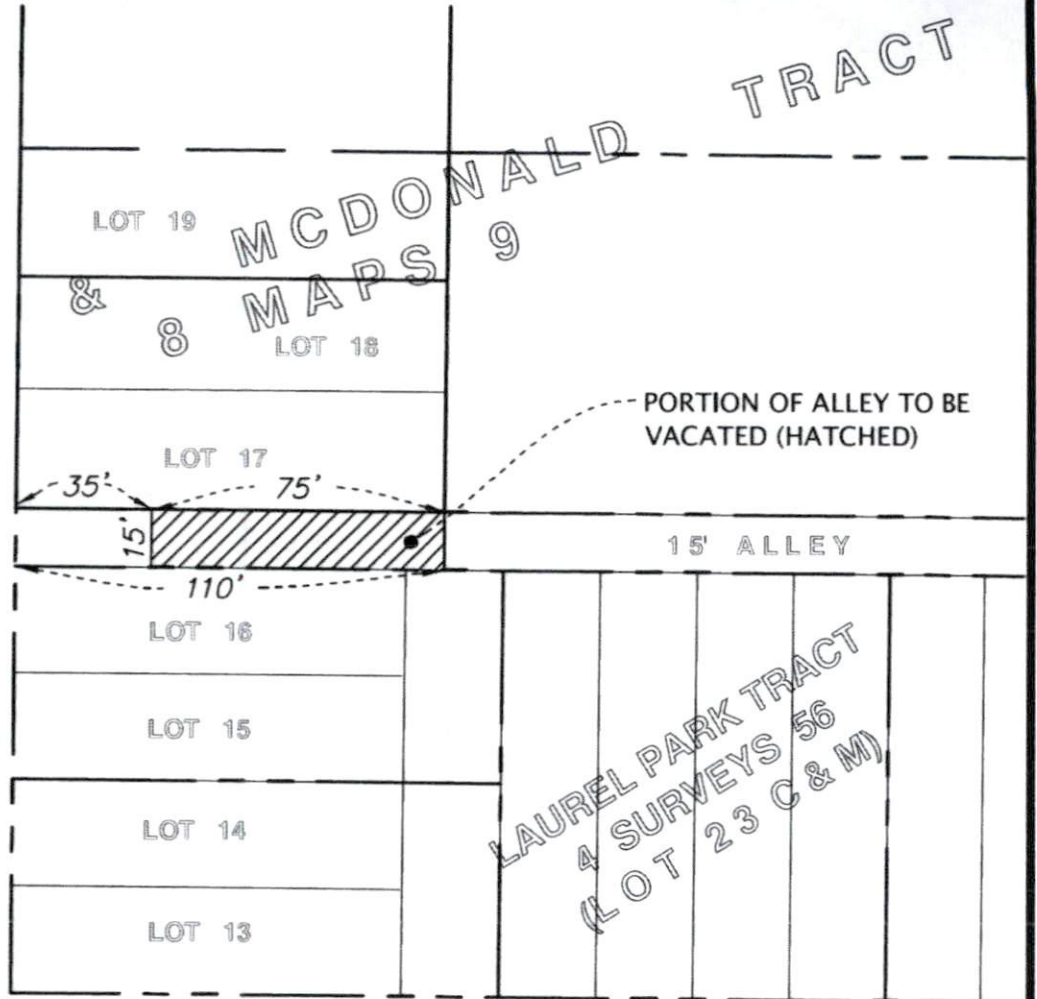 MCDONALD TRACT
8 & 9 MAPS
LOT 19
LOT 18
PORTION OF ALLEY TO BE
VACATED (HATCHED)
LOT 17
35'
75'
15'
15' ALLEY
110'
LOT 16
LOT 15
LOT 14
LOT 13
LAUREL PARK TRACT
4 SURVEYS 56
(LOT 23 C & M)